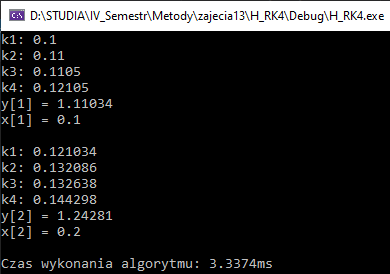 D:\STUDIA\IV_Semestr\Metody\zajecia13\H_RK4\Debug\H_RK4.exe
k1: 0.1
k2: 0.11
k3: 0.1105
k4: 0.12105
y[1] = 1.11034
x[1] = 0.1
k1: 0.121034
k2: 0.132086
k3: 0.132638
k4: 0.144298
y[2] = 1.24281
x[2] = 0.2
Czas wykonania algorytmu: 3.3374ms